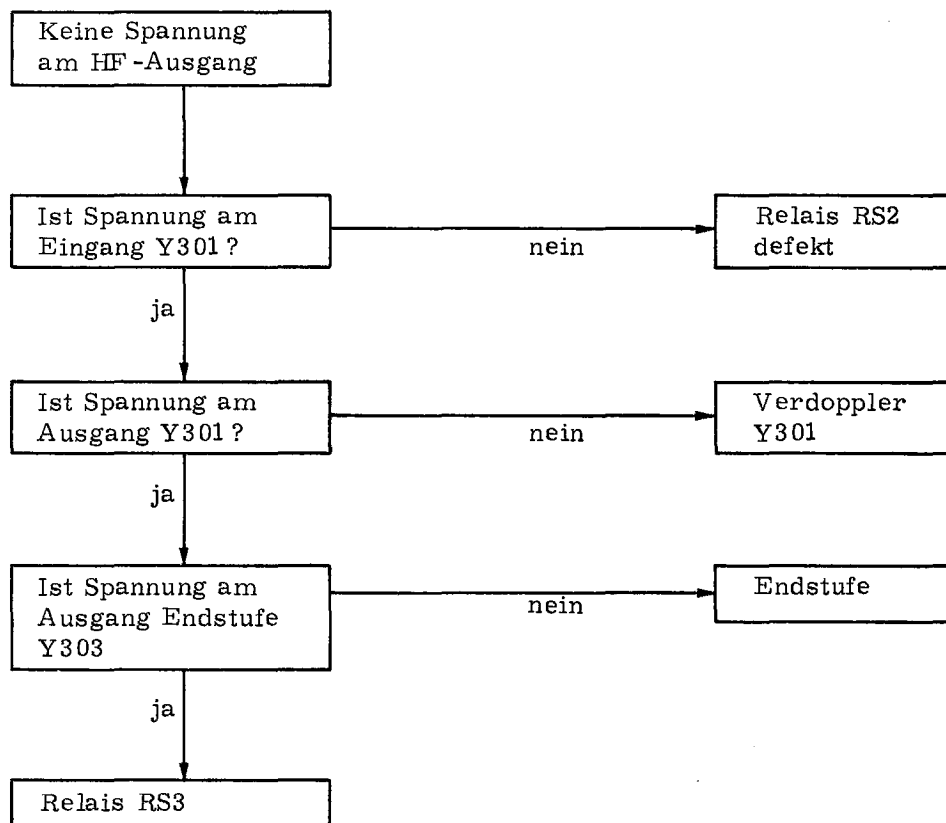 Keine Spannung
am HF-Ausgang
Ist Spannung am
Eingang Y301?
nein
Relais RS2
defekt
ja
Ist Spannung am
Ausgang Y301?
nein
Verdoppler
Y301
ja
Ist Spannung am
Ausgang Endstufe
Y303
nein
Endstufe
ja
Relais RS3